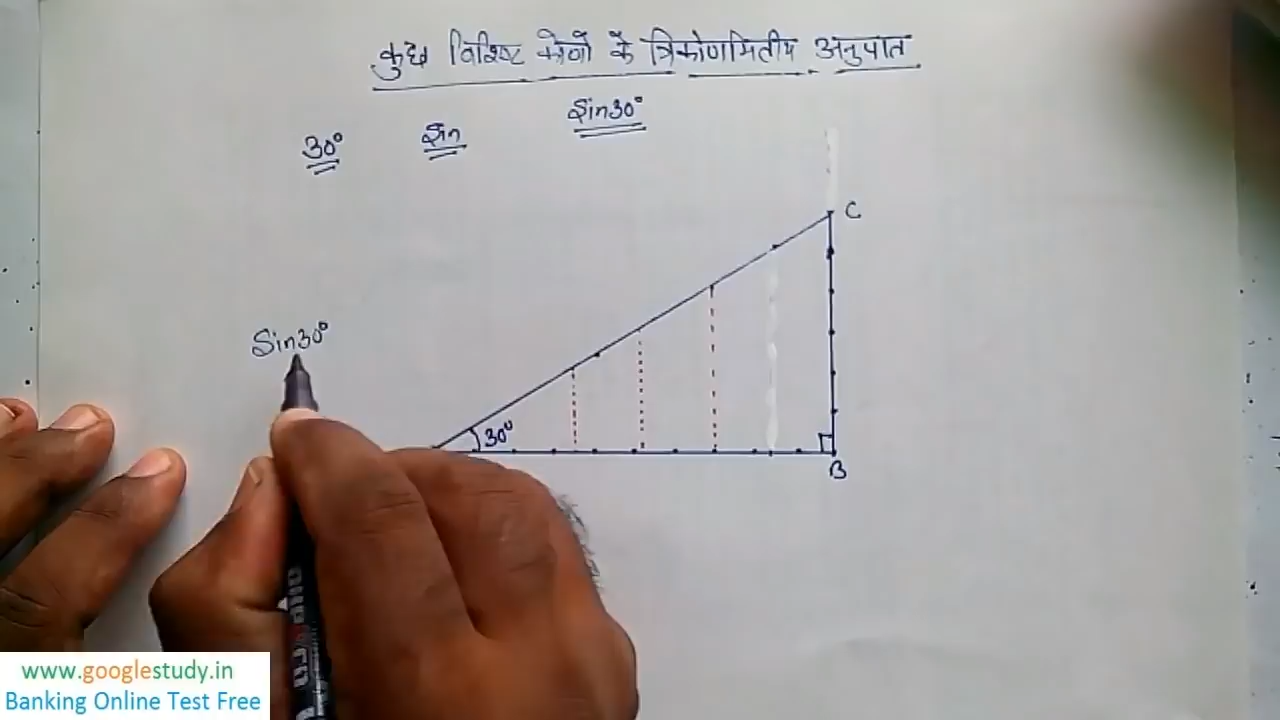 कुछ विशिष्ट कोणों के त्रिकोणमितीय अनुपात
30° Sin Sin30°
C
Sin30°
30°
B
www.googlestudy.in
Banking Online Test Free